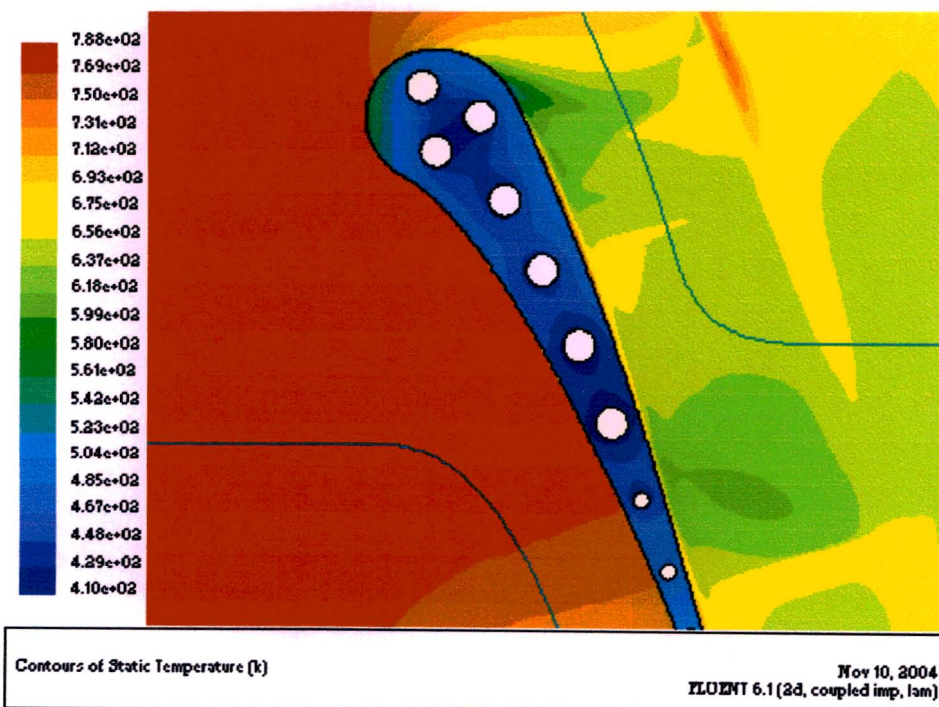 7.88e+02
7.69e+02
7.50e+02
7.31e+02
7.12e+02
6.93e+02
6.75e+02
6.56e+02
6.37e+02
6.18e+02
5.99e+02
5.80e+02
5.61e+02
5.42e+02
5.23e+02
5.04e+02
4.85e+02
4.67e+02
4.48e+02
4.29e+02
4.10e+02
Contours of Static Temperature (k)
Nov 10, 2004
FLUENT 6.1 (2d, coupled imp, lam)